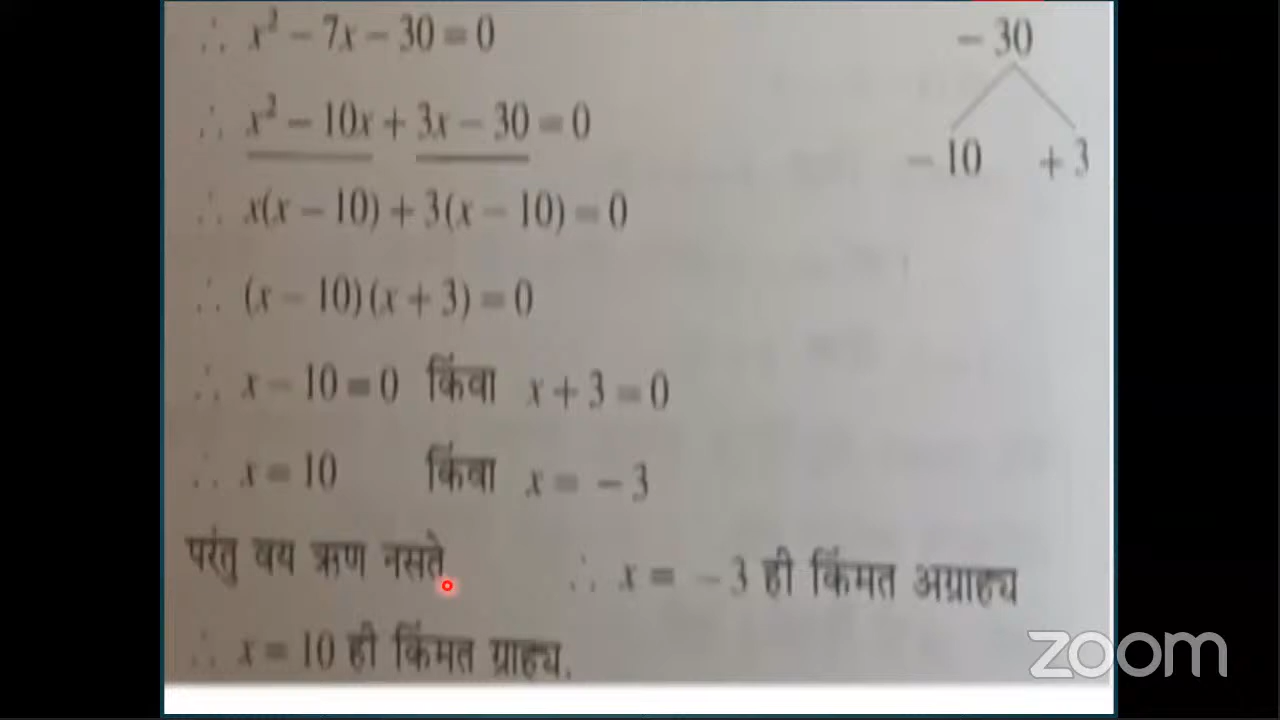 ∴ x² − 7x − 30 = 0
− 30
∴ x² − 10x + 3x − 30 = 0
− 10 + 3
∴ x(x − 10) + 3(x − 10) = 0
∴ (x − 10)(x + 3) = 0
∴ x − 10 = 0 किंवा x + 3 = 0
∴ x = 10 किंवा x = − 3
परंतु वय ऋण नसते ∴ x = − 3 ही किंमत अग्राह्य
∴ x = 10 ही किंमत ग्राह्य.
zoom